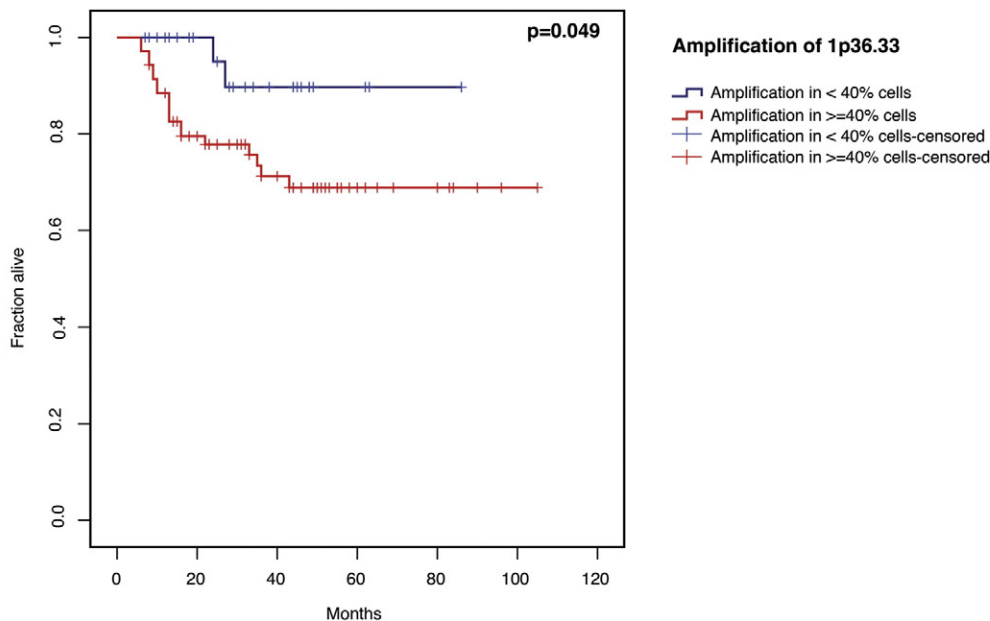 p=0.049
Amplification of 1p36.33
Amplification in < 40% cells
Amplification in >=40% cells
Amplification in < 40% cells-censored
Amplification in >=40% cells-censored
Fraction alive
1.0
0.8
0.6
0.4
0.2
0.0
0 20 40 60 80 100 120
Months